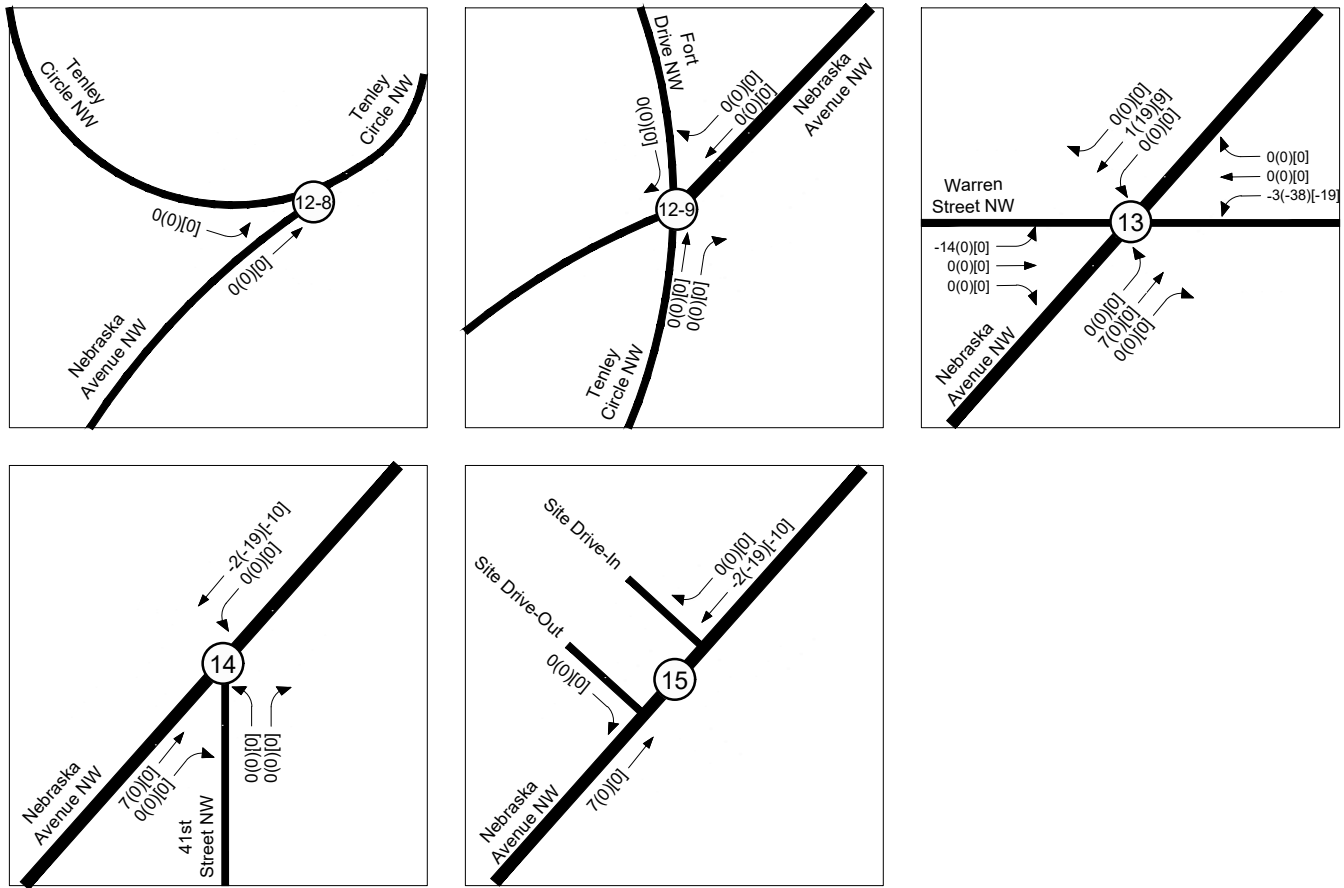 Tenley
Circle NW
Tenley
Circle NW
12-8
0(0)[0]
0(0)[0]
Nebraska
Avenue NW
Fort
Drive NW
0(0)[0]
0(0)[0]
0(0)[0]
Nebraska
Avenue NW
12-9
0(0)[0]
0(0)[0]
Tenley
Circle NW
0(0)[0]
1(19)[9]
0(0)[0]
0(0)[0]
0(0)[0]
-3(-38)[-19]
Warren
Street NW
13
-14(0)[0]
0(0)[0]
0(0)[0]
0(0)[0]
7(0)[0]
0(0)[0]
Nebraska
Avenue NW
-2(-19)[-10]
0(0)[0]
14
0(0)[0]
0(0)[0]
7(0)[0]
0(0)[0]
Nebraska
Avenue NW
41st
Street NW
Site Drive-In
0(0)[0]
-2(-19)[-10]
Site Drive-Out
0(0)[0]
15
7(0)[0]
Nebraska
Avenue NW